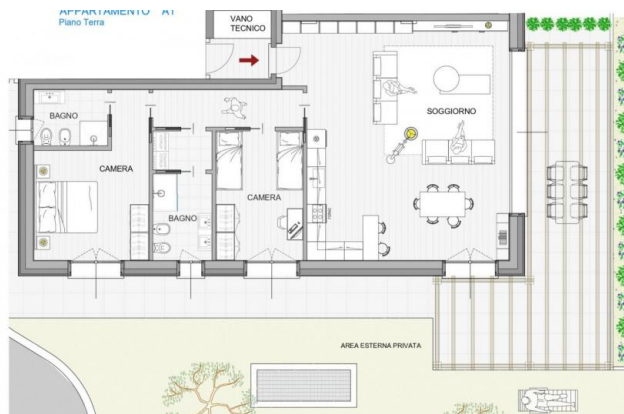 APPARTAMENTO A1
Piano Terra
VANO
TECNICO
BAGNO
SOGGIORNO
CAMERA
CAMERA
BAGNO
AREA ESTERNA PRIVATA